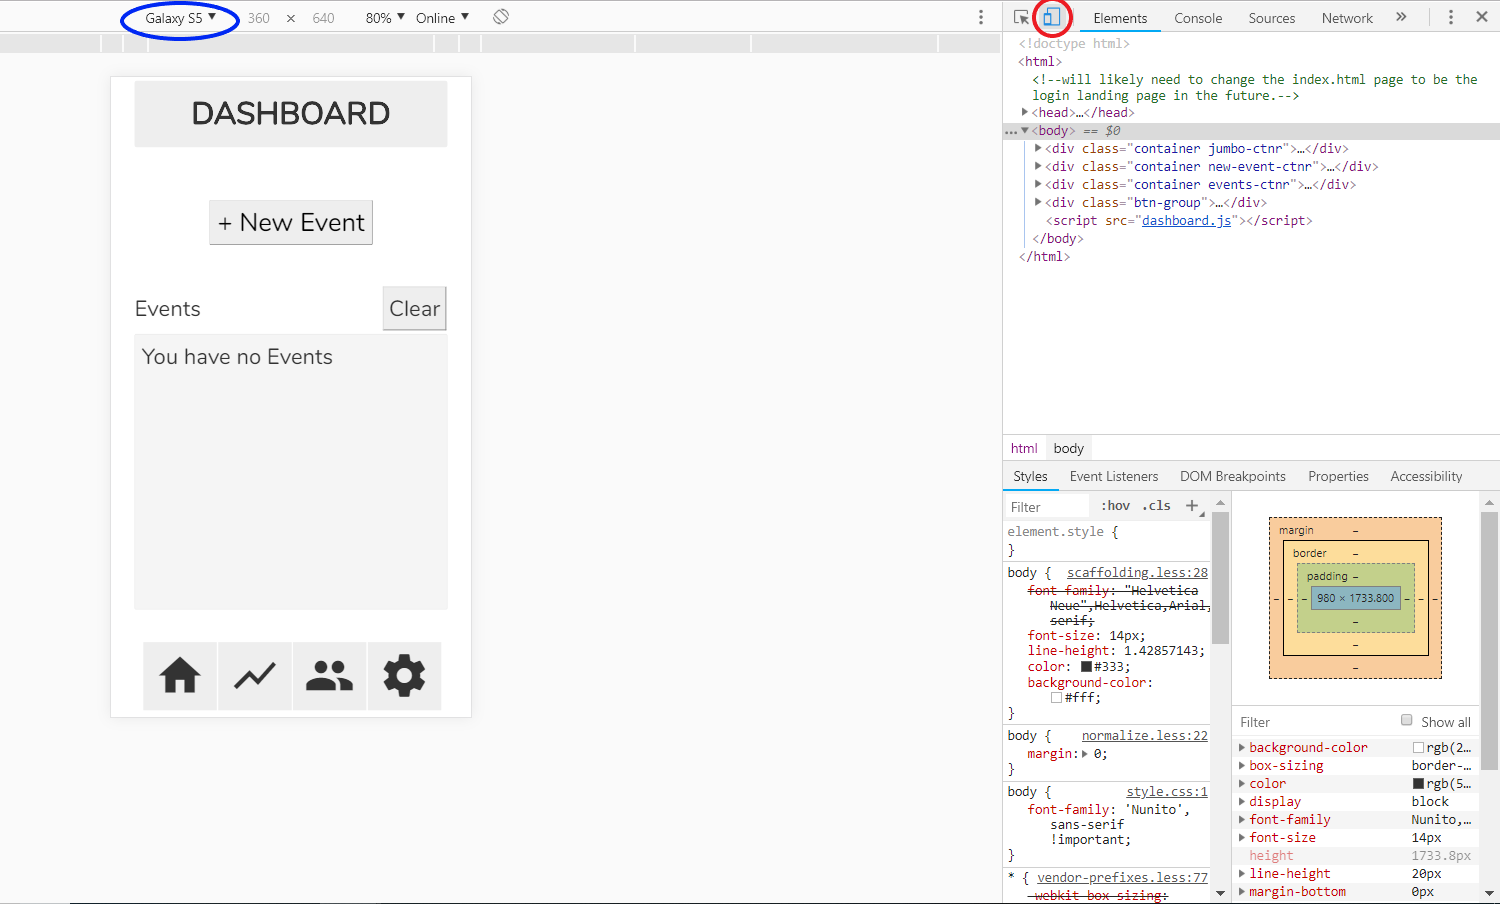 Galaxy S5 ▼ 360 × 640 80% ▼ Online ▼
DASHBOARD
+ New Event
Events Clear
You have no Events
Elements Console Sources Network »
<!doctype html>
<html>
<!--will likely need to change the index.html page to be the
login landing page in the future.-->
<head>…</head>
<body> == $0
<div class="container jumbo-ctnr">…</div>
<div class="container new-event-ctnr">…</div>
<div class="container events-ctnr">…</div>
<div class="btn-group">…</div>
<script src="dashboard.js"></script>
</body>
</html>
html body
Styles Event Listeners DOM Breakpoints Properties Accessibility
Filter :hov .cls +
element.style {
}
body { scaffolding.less:28
font-family: "Helvetica
Neue",Helvetica,Arial,
serif;
font-size: 14px;
line-height: 1.42857143;
color: #333;
background-color:
#fff;
}
body { normalize.less:22
margin: 0;
}
body { style.css:1
font-family: 'Nunito',
sans-serif
!important;
}
* { vendor-prefixes.less:77
-webkit-box-sizing:
margin –
border –
padding –
– – – 980 × 1733.800 – – –
–
–
–
Filter Show all
background-color rgb(2…
box-sizing border-…
color rgb(5…
display block
font-family Nunito,…
font-size 14px
height 1733.8px
line-height 20px
margin-bottom 0px